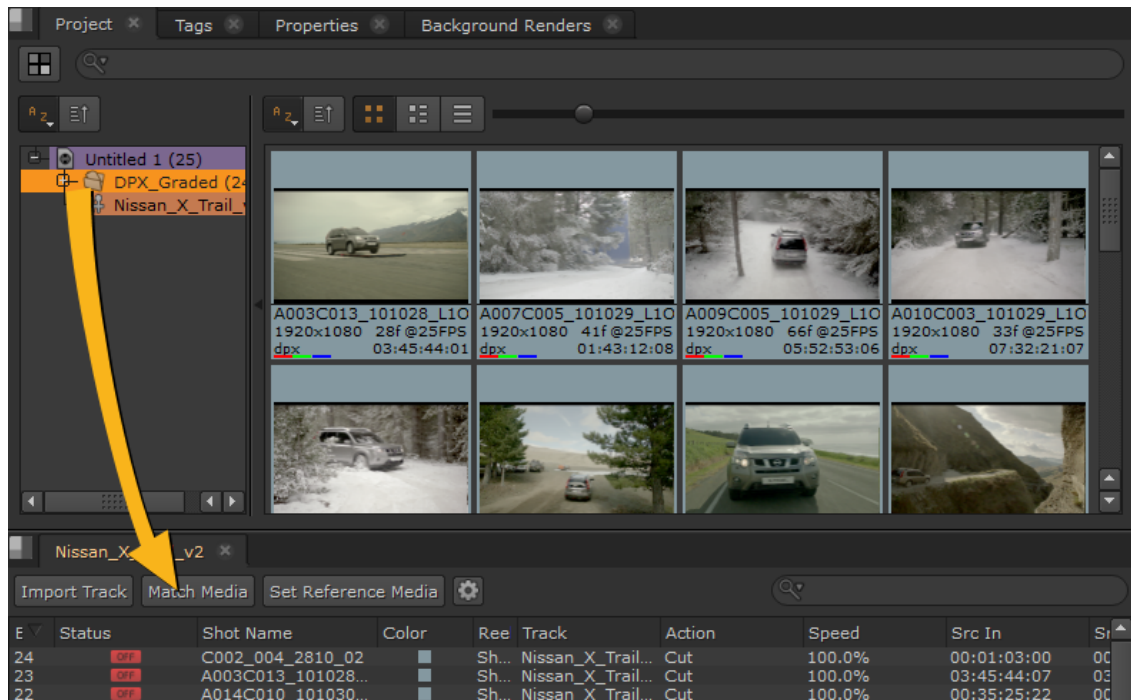 Project Tags Properties Background Renders
Untitled 1 (25)
DPX_Graded (24
Nissan_X_Trail_
A003C013_101028_L1O A007C005_101029_L1O A009C005_101029_L1O A010C003_101029_L1O
1920x1080 28f@25FPS 1920x1080 41f@25FPS 1920x1080 66f@25FPS 1920x1080 33f@25FPS
dpx 03:45:44:01 dpx 01:43:12:08 dpx 05:52:53:06 dpx 07:32:21:07
Nissan_X_ _v2
Import Track Match Media Set Reference Media
E Status Shot Name Color Ree Track Action Speed Src In Sr
24 OFF C002_004_2810_02 Sh... Nissan_X_Trail... Cut 100.0% 00:01:03:00 00
23 OFF A003C013_101028... Sh... Nissan_X_Trail... Cut 100.0% 03:45:44:07 03
22 OFF A014C010_101030... Sh... Nissan_X_Trail... Cut 100.0% 00:35:25:22 00